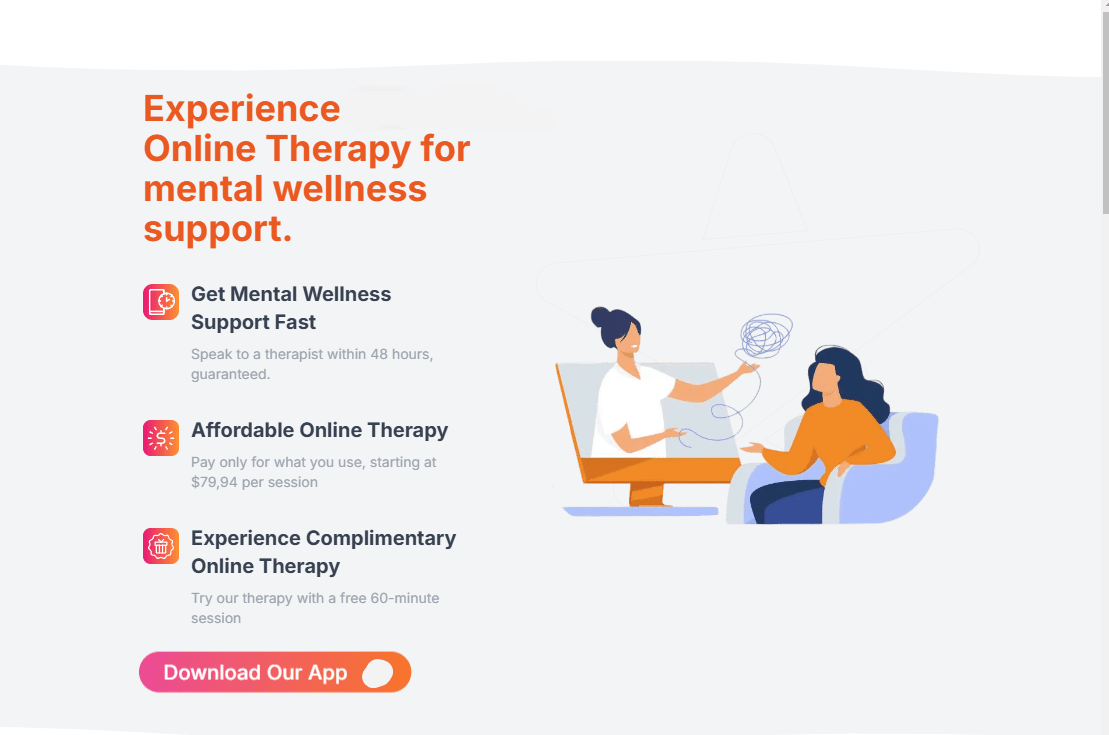 Experience
Online Therapy for
mental wellness
support.
Get Mental Wellness
Support Fast
Speak to a therapist within 48 hours,
guaranteed.
Affordable Online Therapy
Pay only for what you use, starting at
$79,94 per session
Experience Complimentary
Online Therapy
Try our therapy with a free 60-minute
session
Download Our App